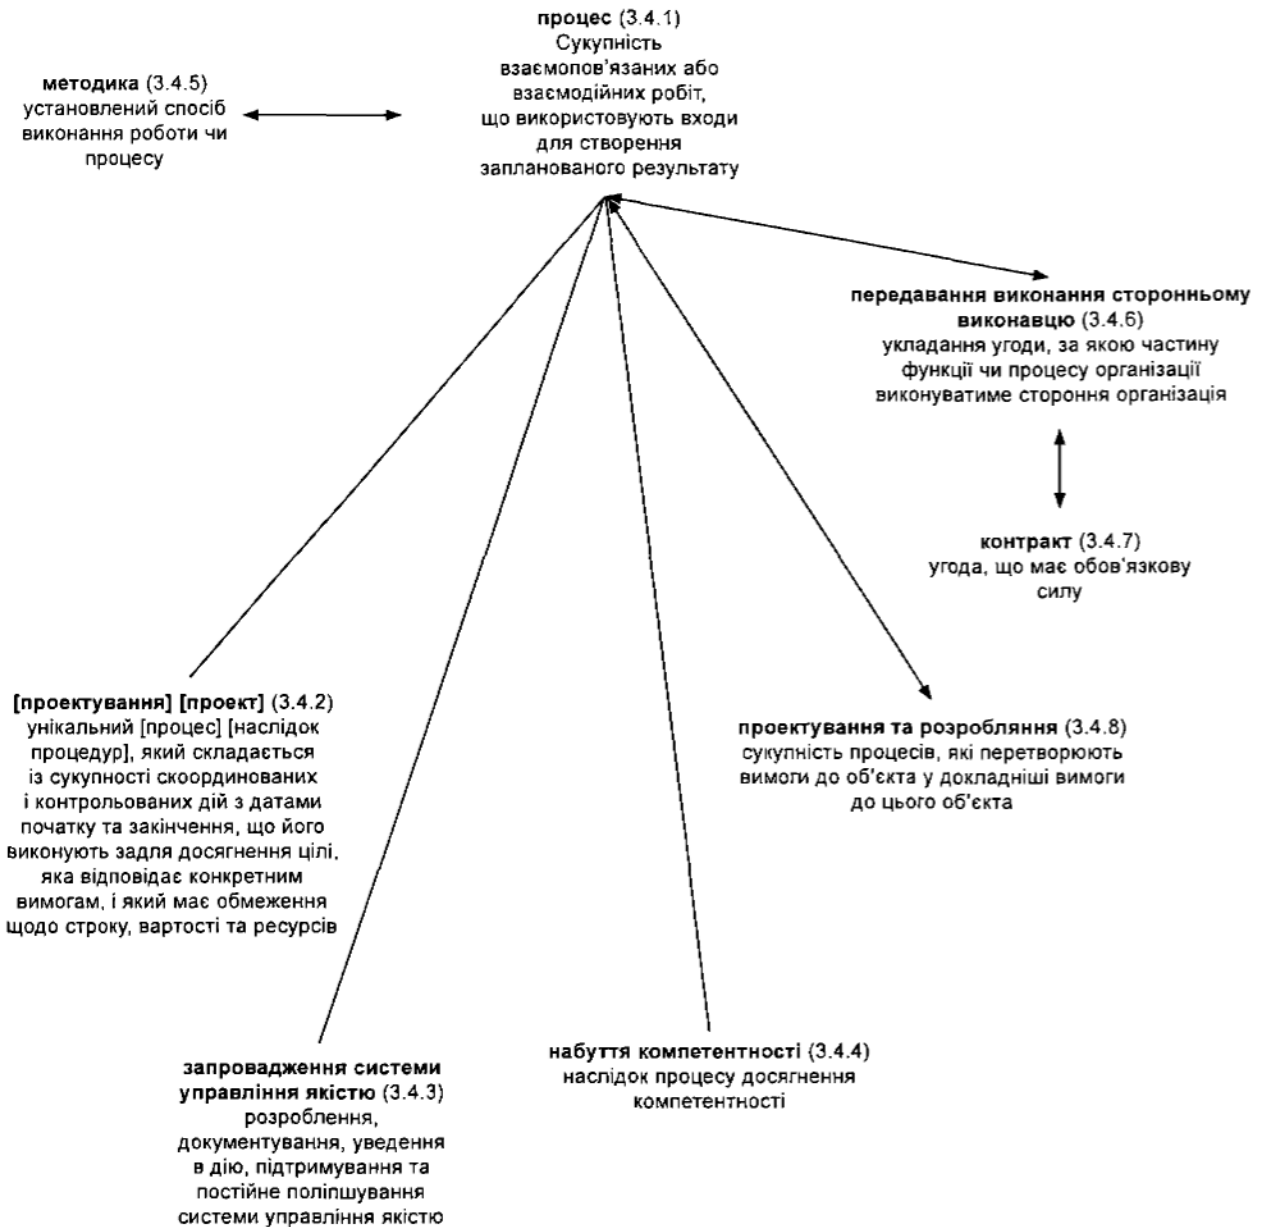 процес (3.4.1)
Сукупність
взаємопов'язаних або
взаємодійних робіт,
що використовують входи
для створення
запланованого результату
методика (3.4.5)
установлений спосіб
виконання роботи чи
процесу
передавання виконання сторонньому
виконавцю (3.4.6)
укладання угоди, за якою частину
функції чи процесу організації
виконуватиме стороння організація
контракт (3.4.7)
угода, що має обов'язкову
силу
[проектування] [проект] (3.4.2)
унікальний [процес] [наслідок
процедур], який складається
із сукупності скоординованих
і контрольованих дій з датами
початку та закінчення, що його
виконують задля досягнення цілі,
яка відповідає конкретним
вимогам, і який має обмеження
щодо строку, вартості та ресурсів
проектування та розробляння (3.4.8)
сукупність процесів, які перетворюють
вимоги до об'єкта у докладніші вимоги
до цього об'єкта
запровадження системи
управління якістю (3.4.3)
розроблення,
документування, уведення
в дію, підтримування та
постійне поліпшування
системи управління якістю
набуття компетентності (3.4.4)
наслідок процесу досягнення
компетентності